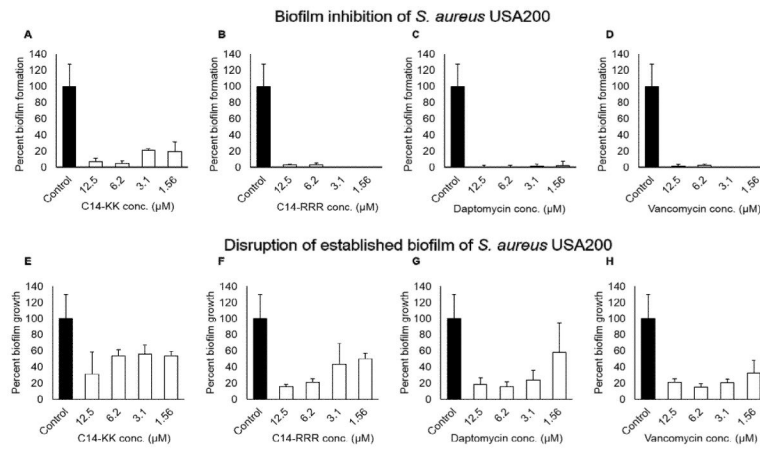 Biofilm inhibition of S. aureus USA200
A
B
C
D
Percent biofilm formation
140
120
100
80
60
40
20
0
Control
12.5
6.2
3.1
1.56
C14-KK conc. (µM)
Percent biofilm formation
140
120
100
80
60
40
20
0
Control
12.5
6.2
3.1
1.56
C14-RRR conc. (µM)
Percent biofilm formation
140
120
100
80
60
40
20
0
Control
12.5
6.2
3.1
1.56
Daptomycin conc. (µM)
Percent biofilm formation
140
120
100
80
60
40
20
0
Control
12.5
6.2
3.1
1.56
Vancomycin conc. (µM)
Disruption of established biofilm of S. aureus USA200
E
F
G
H
Percent biofilm growth
140
120
100
80
60
40
20
0
Control
12.5
6.2
3.1
1.56
C14-KK conc. (µM)
Percent biofilm growth
140
120
100
80
60
40
20
0
Control
12.5
6.2
3.1
1.56
C14-RRR conc. (µM)
Percent biofilm growth
140
120
100
80
60
40
20
0
Control
12.5
6.2
3.1
1.56
Daptomycin conc. (µM)
Percent biofilm growth
140
120
100
80
60
40
20
0
Control
12.5
6.2
3.1
1.56
Vancomycin conc. (µM)